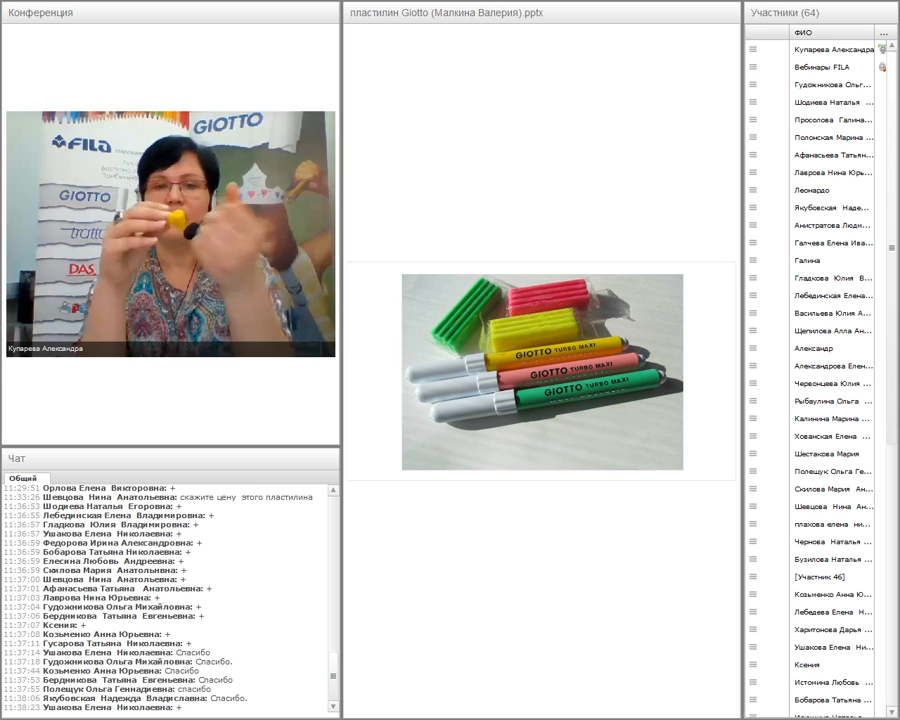 Конференция
GIOTTO
FILA
GIOTTO
tratto
DAS
Купарева Александра
Чат
Общий
11:29:51 Орлова Елена Викторовна: +
11:33:26 Шевцова Нина Анатольевна: скажите цену этого пластилина
11:36:53 Шодиева Наталья Егоровна: +
11:36:55 Лебединская Елена Владимировна: +
11:36:57 Гладкова Юлия Владимировна: +
11:36:57 Ушакова Елена Николаевна: +
11:36:59 Федорова Ирина Александровна: +
11:36:59 Бобарова Татьяна Николаевна: +
11:36:59 Елесина Любовь Андреевна: +
11:36:59 Скилова Мария Анатольнвна: +
11:37:00 Шевцова Нина Анатольевна: +
11:37:01 Афанасьева Татьяна Анатольевна: +
11:37:03 Лаврова Нина Юрьевна: +
11:37:04 Гудожникова Ольга Михайловна: +
11:37:06 Бердникова Татьяна Евгеньевна: +
11:37:07 Ксения: +
11:37:08 Козьменко Анна Юрьевна: +
11:37:11 Гусарова Татьяна Николаевна: +
11:37:14 Ушакова Елена Николаевна: Спасибо
11:37:18 Гудожникова Ольга Михайловна: Спасибо.
11:37:44 Козьменко Анна Юрьевна: Спасибо
11:37:53 Бердникова Татьяна Евгеньевна: Спасибо
11:37:55 Полещук Ольга Геннадиевна: спасибо
11:38:06 Якубовская Надежда Владиславна: Спасибо.
11:38:23 Ушакова Елена Николаевна: +
пластилин Giotto (Малкина Валерия).pptx
GIOTTO TURBO MAXI
GIOTTO TURBO MAXI
GIOTTO TURBO MAXI
Участники (64)
ФИО ...
Купарева Александра
Вебинары FILA
Гудожникова Ольг...
Шодиева Наталья ...
Просолова Галина...
Полонская Марина ...
Афанасьева Татьян...
Лаврова Нина Юрь...
Леонардо
Якубовская Наде...
Анистратова Людм...
Галчева Елена Ива...
Галина
Гладкова Юлия В...
Лебединская Елена...
Васильева Юлия А...
Щепилова Алла Ан...
Александр
Александрова Елен...
Червонцева Юлия ...
Рыбаулина Ольга ...
Калинина Марина ...
Хованская Елена ...
Шестакова Мария
Полещук Ольга Ге...
Скилова Мария Ан...
Шевцова Нина Ан...
плахова елена ни...
Чернова Наталья ...
Бузилова Наталья ...
[Участник 46]
Козьменко Анна Ю...
Лебедева Елена Н...
Харитонова Дарья ...
Ушакова Елена Ни...
Ксения
Истомина Любовь ...
Бобарова Татьяна ...